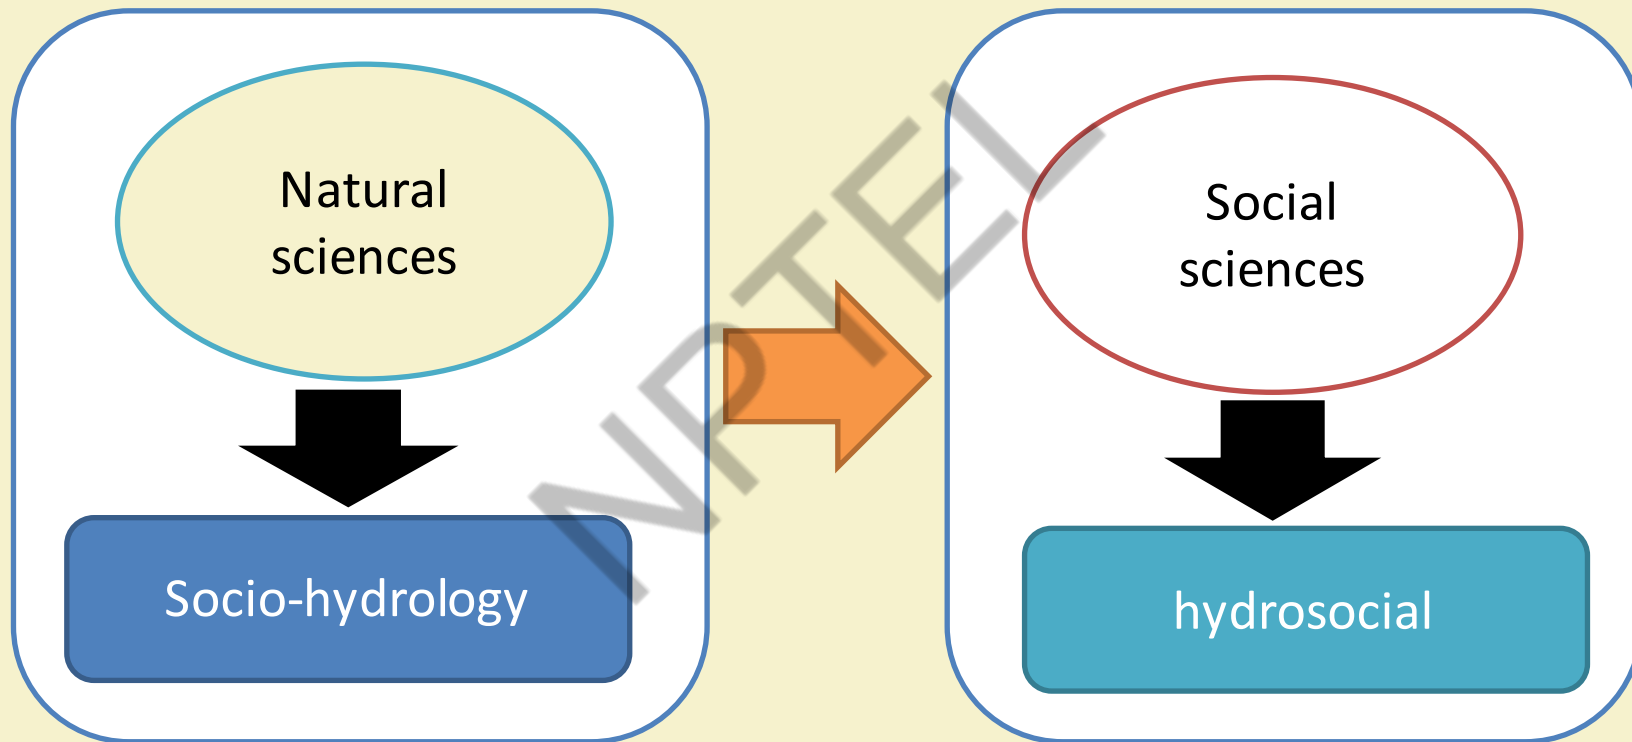 Natural
sciences
Socio-hydrology
Social
sciences
hydrosocial
NPTEL